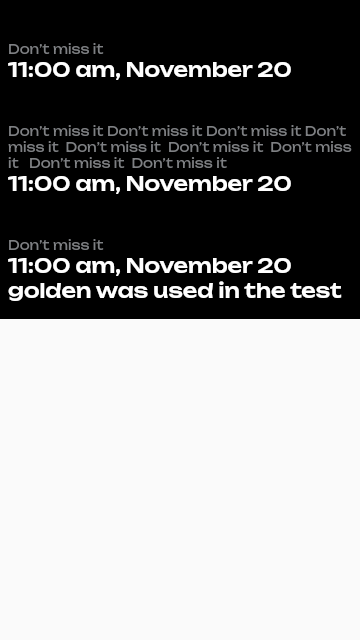 Don't miss it
11:00 am, November 20
Don't miss it Don't miss it Don't miss it Don't
miss it  Don't miss it  Don't miss it  Don't miss
it   Don't miss it  Don't miss it
11:00 am, November 20
Don't miss it
11:00 am, November 20
golden was used in the test